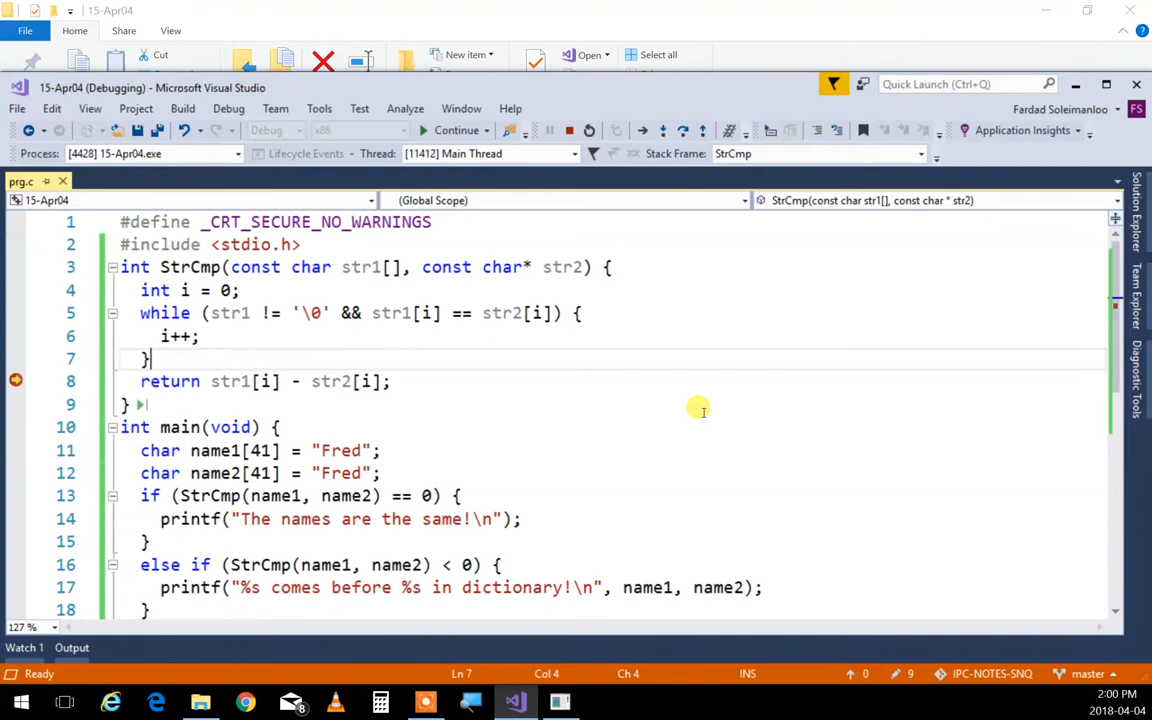 15-Apr04
File Home Share View
Cut New item Open Select all
15-Apr04 (Debugging) - Microsoft Visual Studio Quick Launch (Ctrl+Q)
File Edit View Project Build Debug Team Tools Test Analyze Window Help Fardad Soleimanloo FS
Debug x86 Continue Application Insights
Process: [4428] 15-Apr04.exe Lifecycle Events Thread: [11412] Main Thread Stack Frame: StrCmp
prg.c
15-Apr04 (Global Scope) StrCmp(const char str1[], const char * str2)
1 #define _CRT_SECURE_NO_WARNINGS
2 #include <stdio.h>
3 int StrCmp(const char str1[], const char* str2) {
4 int i = 0;
5 while (str1 != '\0' && str1[i] == str2[i]) {
6 i++;
7 }
8 return str1[i] - str2[i];
9 }
10 int main(void) {
11 char name1[41] = "Fred";
12 char name2[41] = "Fred";
13 if (StrCmp(name1, name2) == 0) {
14 printf("The names are the same!\n");
15 }
16 else if (StrCmp(name1, name2) < 0) {
17 printf("%s comes before %s in dictionary!\n", name1, name2);
18 }
127 %
Solution Explorer
Team Explorer
Diagnostic Tools
Watch 1 Output
Ready Ln 7 Col 4 Ch 4 INS 0 9 IPC-NOTES-SNQ master
8
2:00 PM
2018-04-04